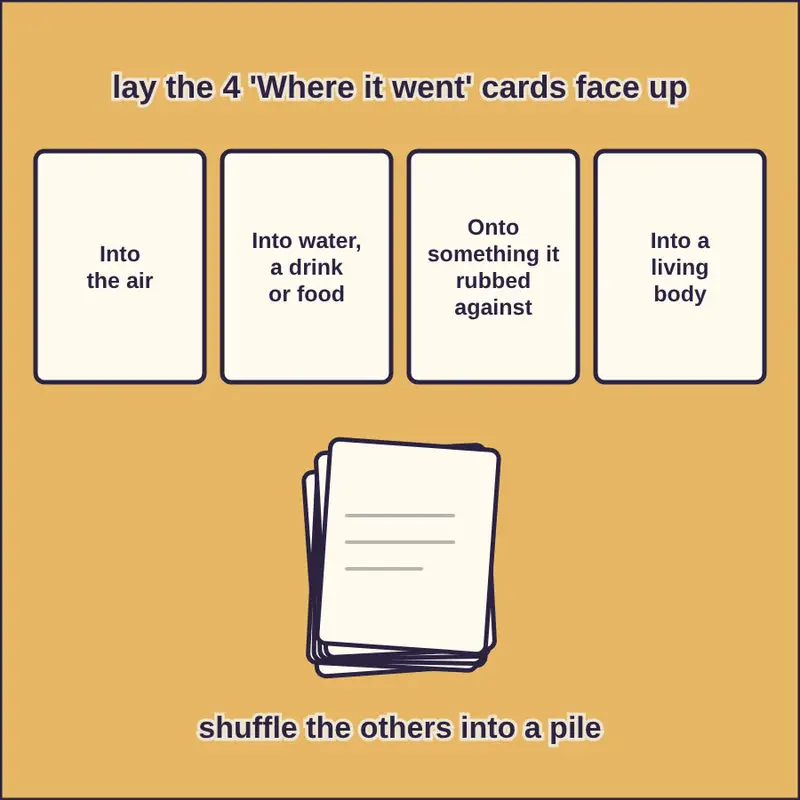 lay the 4 'Where it went' cards face up
Into
the air
Into water,
a drink
or food
Onto
something it
rubbed
against
Into a
living
body
shuffle the others into a pile